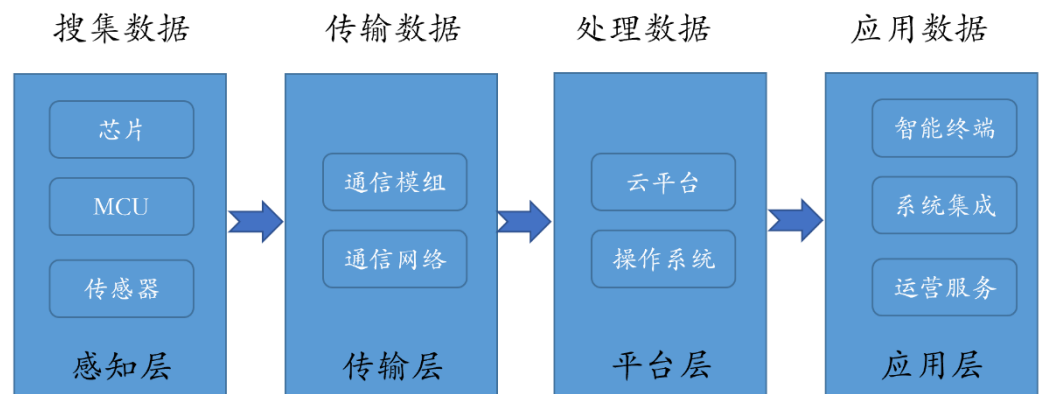 搜集数据
传输数据
处理数据
应用数据
芯片
MCU
传感器
感知层
通信模组
通信网络
传输层
云平台
操作系统
平台层
智能终端
系统集成
运营服务
应用层